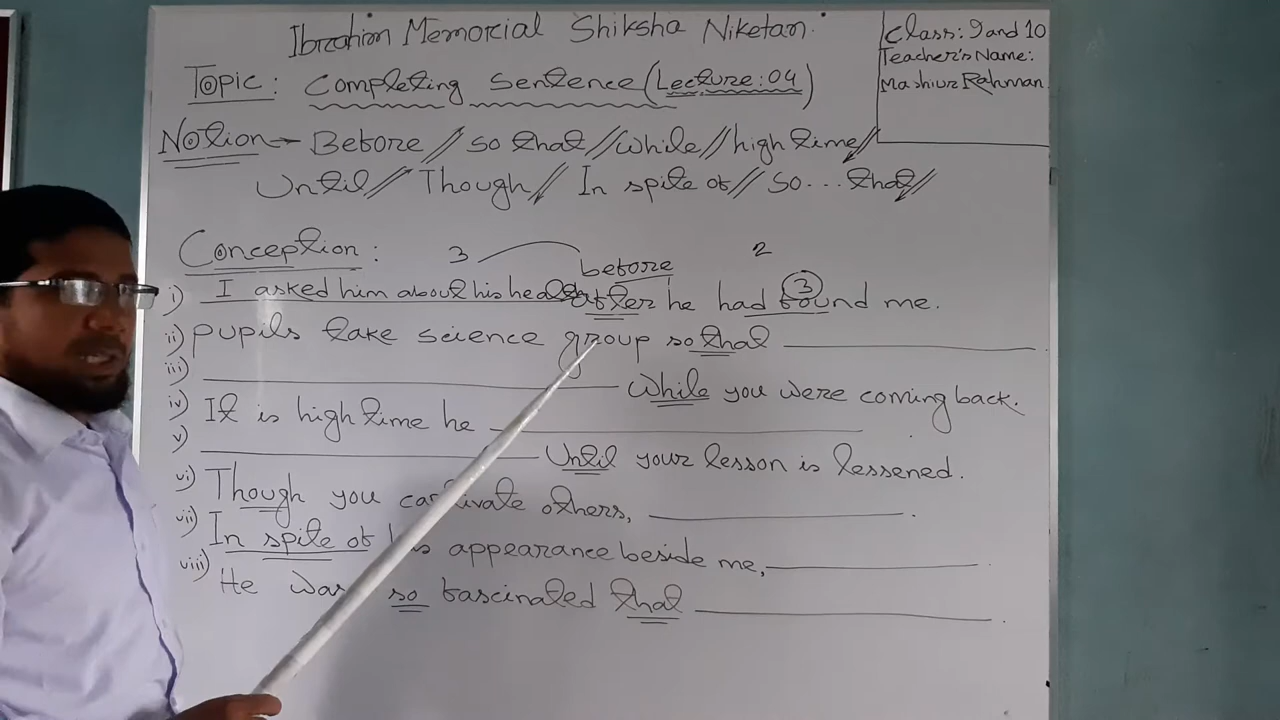 Ibrahim Memorial Shiksha Niketan.
Class: 9 and 10
Teacher's Name:
Mashiur Rahman
Topic: Completing Sentence (Lecture: 04)
Notion - Before // so that // While // high time //
Until // Though // In spite of // So... that //
Conception:
3 2
before
i) I asked him about his health after he had found me.
3
ii) pupils take science group so that
iii) While you were coming back.
iv) It is high time he
v) Until your lesson is lessened.
vi) Though you captivate others,
vii) In spite of his appearance beside me,
viii) He was so fascinated that